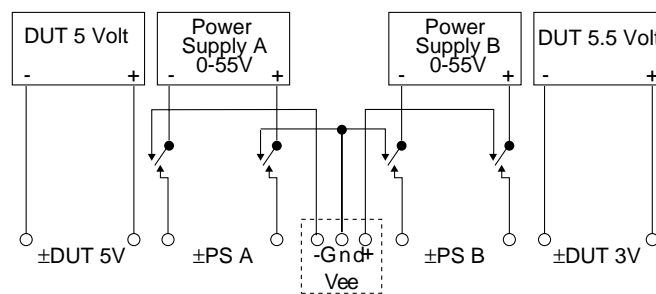 DUT 5 Volt
- +
Power
Supply A
0-55V
- +
Power
Supply B
0-55V
- +
DUT 5.5 Volt
- +
±DUT 5V
±PS A
-Gnd+
Vee
±PS B
±DUT 3V